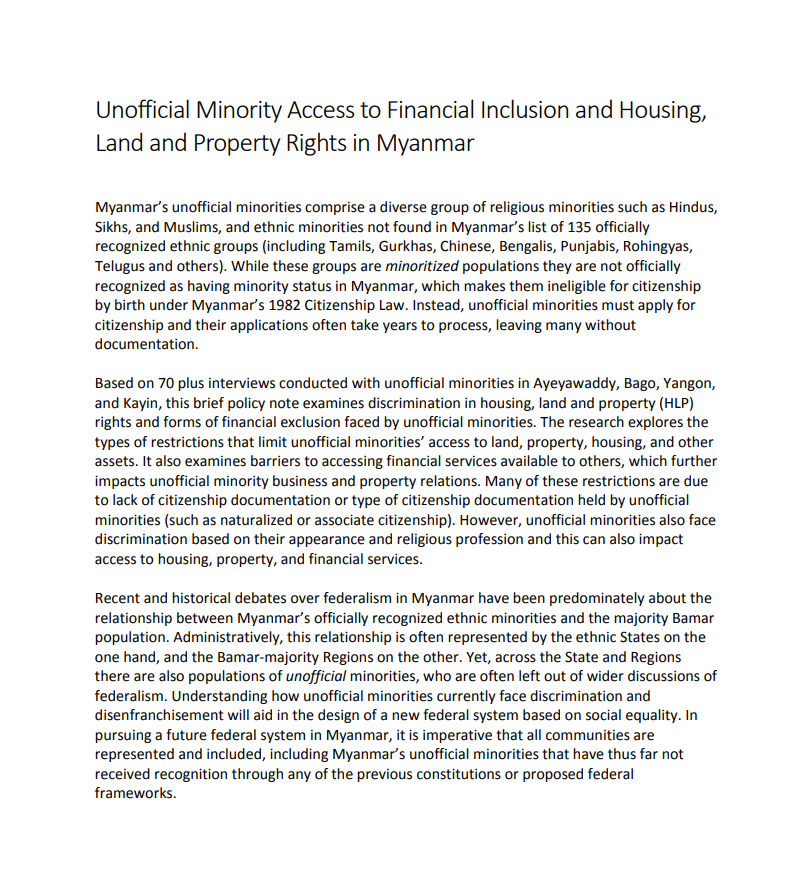 Unofficial Minority Access to Financial Inclusion and Housing,
Land and Property Rights in Myanmar
Myanmar’s unofficial minorities comprise a diverse group of religious minorities such as Hindus,
Sikhs, and Muslims, and ethnic minorities not found in Myanmar’s list of 135 officially
recognized ethnic groups (including Tamils, Gurkhas, Chinese, Bengalis, Punjabis, Rohingyas,
Telugus and others). While these groups are minoritized populations they are not officially
recognized as having minority status in Myanmar, which makes them ineligible for citizenship
by birth under Myanmar’s 1982 Citizenship Law. Instead, unofficial minorities must apply for
citizenship and their applications often take years to process, leaving many without
documentation.
Based on 70 plus interviews conducted with unofficial minorities in Ayeyawaddy, Bago, Yangon,
and Kayin, this brief policy note examines discrimination in housing, land and property (HLP)
rights and forms of financial exclusion faced by unofficial minorities. The research explores the
types of restrictions that limit unofficial minorities’ access to land, property, housing, and other
assets. It also examines barriers to accessing financial services available to others, which further
impacts unofficial minority business and property relations. Many of these restrictions are due
to lack of citizenship documentation or type of citizenship documentation held by unofficial
minorities (such as naturalized or associate citizenship). However, unofficial minorities also face
discrimination based on their appearance and religious profession and this can also impact
access to housing, property, and financial services.
Recent and historical debates over federalism in Myanmar have been predominately about the
relationship between Myanmar’s officially recognized ethnic minorities and the majority Bamar
population. Administratively, this relationship is often represented by the ethnic States on the
one hand, and the Bamar-majority Regions on the other. Yet, across the State and Regions
there are also populations of unofficial minorities, who are often left out of wider discussions of
federalism. Understanding how unofficial minorities currently face discrimination and
disenfranchisement will aid in the design of a new federal system based on social equality. In
pursuing a future federal system in Myanmar, it is imperative that all communities are
represented and included, including Myanmar’s unofficial minorities that have thus far not
received recognition through any of the previous constitutions or proposed federal
frameworks.